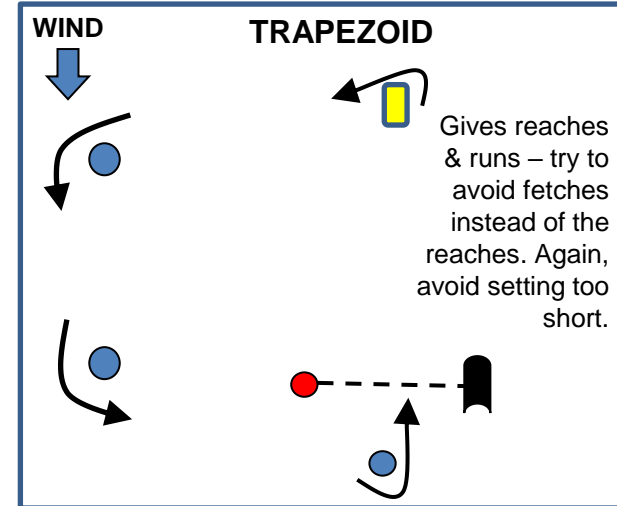 WIND
TRAPEZOID
Gives reaches
& runs – try to
avoid fetches
instead of the
reaches. Again,
avoid setting too
short.